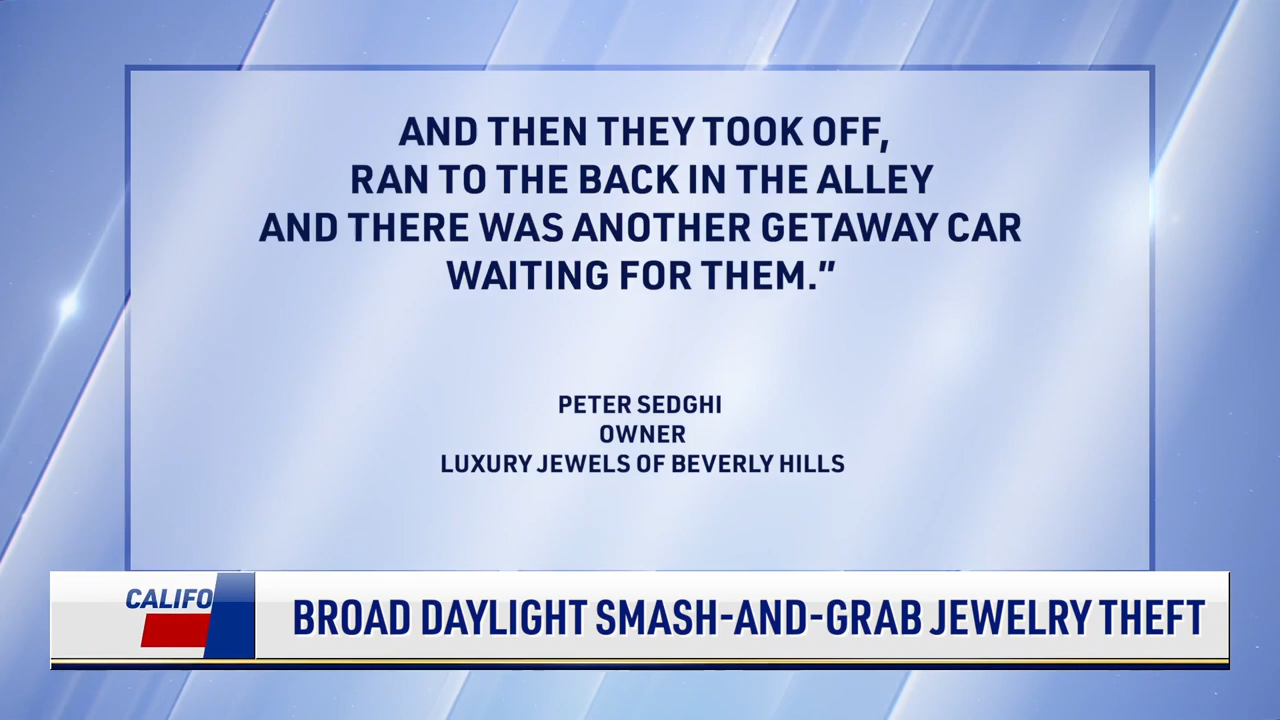 AND THEN THEY TOOK OFF,
RAN TO THE BACK IN THE ALLEY
AND THERE WAS ANOTHER GETAWAY CAR
WAITING FOR THEM.”
PETER SEDGHI
OWNER
LUXURY JEWELS OF BEVERLY HILLS
CALIFO
BROAD DAYLIGHT SMASH-AND-GRAB JEWELRY THEFT